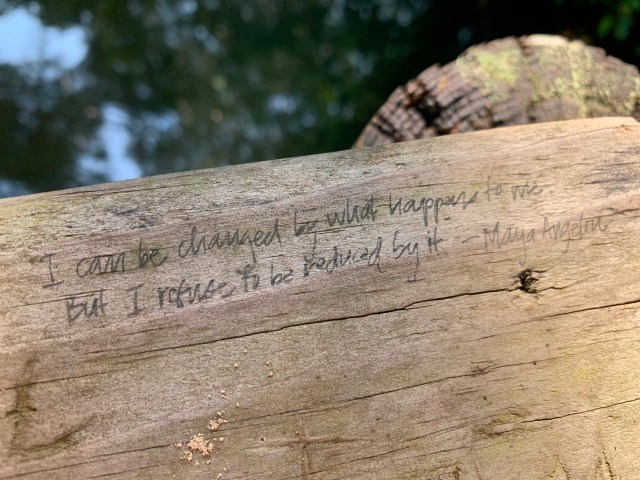 I can be changed by what happens to me.
But I refuse to be reduced by it. - Maya Angelou